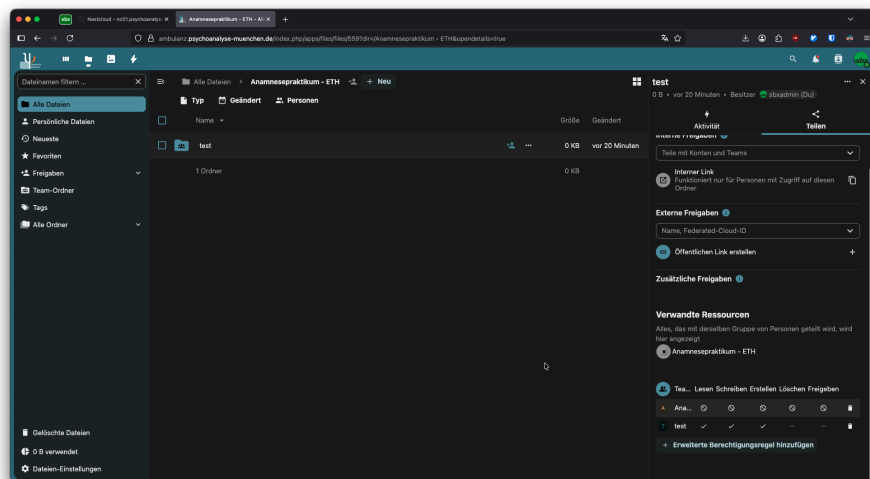 sbx
Nextcloud - nc01.psychoanalys
Anamnesepraktikum - ETH - All
ambulanz.psychoanalyse-muenchen.de/index.php/apps/files/files/559?dir=/Anamnesepraktikum - ETH&opendetails=true
Dateinamen filtern ...
Alle Dateien
Persönliche Dateien
Neueste
Favoriten
Freigaben
Team-Ordner
Tags
Alle Ordner
Gelöschte Dateien
0 B verwendet
Dateien-Einstellungen
Alle Dateien > Anamnesepraktikum - ETH + Neu
Typ Geändert Personen
Name Größe Geändert
test 0 KB vor 20 Minuten
1 Ordner 0 KB
test
0 B • vor 20 Minuten • Besitzer sbxadmin (Du)
Aktivität Teilen
Interne Freigaben
Teile mit Konten und Teams
Interner Link
Funktioniert nur für Personen mit Zugriff auf diesen
Ordner
Externe Freigaben
Name, Federated-Cloud-ID
Öffentlichen Link erstellen
Zusätzliche Freigaben
Verwandte Ressourcen
Alles, das mit derselben Gruppe von Personen geteilt wird, wird
hier angezeigt
Anamnesepraktikum - ETH
Tea... Lesen Schreiben Erstellen Löschen Freigeben
A Ana...
T test
+ Erweiterte Berechtigungsregel hinzufügen